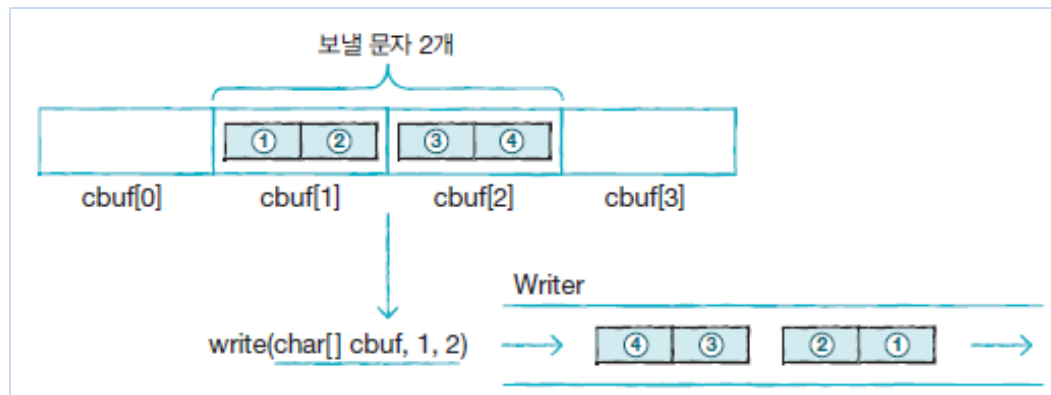 보낼 문자 2개
① ② ③ ④
cbuf[0] cbuf[1] cbuf[2] cbuf[3]
Writer
write(char[] cbuf, 1, 2) ④ ③ ② ①